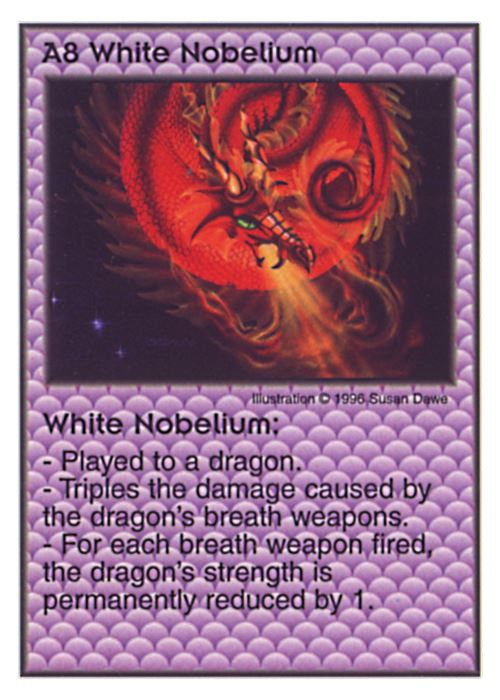 A8 White Nobelium
Illustration © 1996 Susan Dawe
White Nobelium:
- Played to a dragon.
- Triples the damage caused by
the dragon's breath weapons.
- For each breath weapon fired,
the dragon's strength is
permanently reduced by 1.